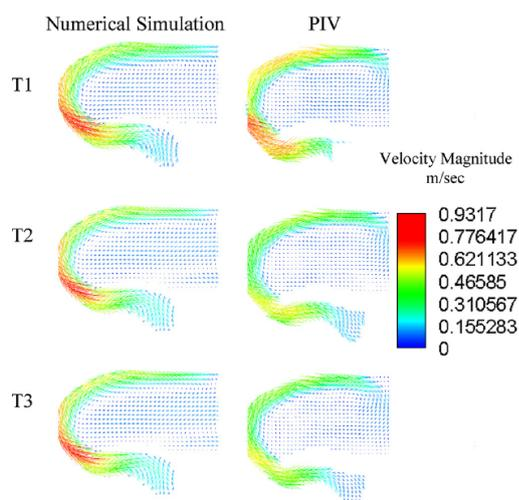 Numerical Simulation PIV
T1
Velocity Magnitude
m/sec
T2
0.9317
0.776417
0.621133
0.46585
0.310567
0.155283
0
T3